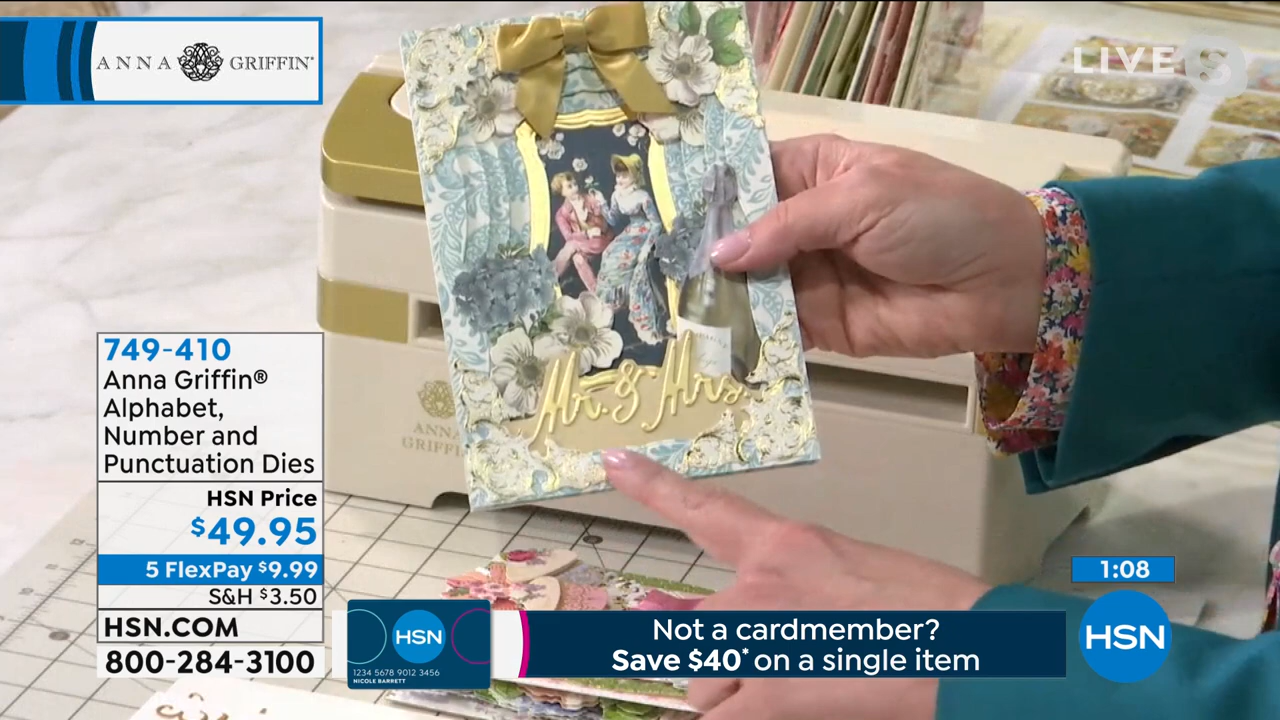 ANNA GRIFFIN®
LIVE S
Mr. & Mrs.
ANNA
GRIFFI
749-410
Anna Griffin®
Alphabet,
Number and
Punctuation Dies
HSN Price
$49.95
5 FlexPay $9.99
S&H $3.50
HSN.COM
800-284-3100
HSN
1234 5678 9012 3456
NICOLE BARRETT
Not a cardmember?
Save $40* on a single item
1:08
HSN